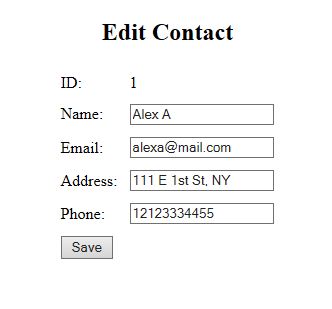 Edit Contact
ID: 1
Name: Alex A
Email: alexa@mail.com
Address: 111 E 1st St, NY
Phone: 12123334455
Save